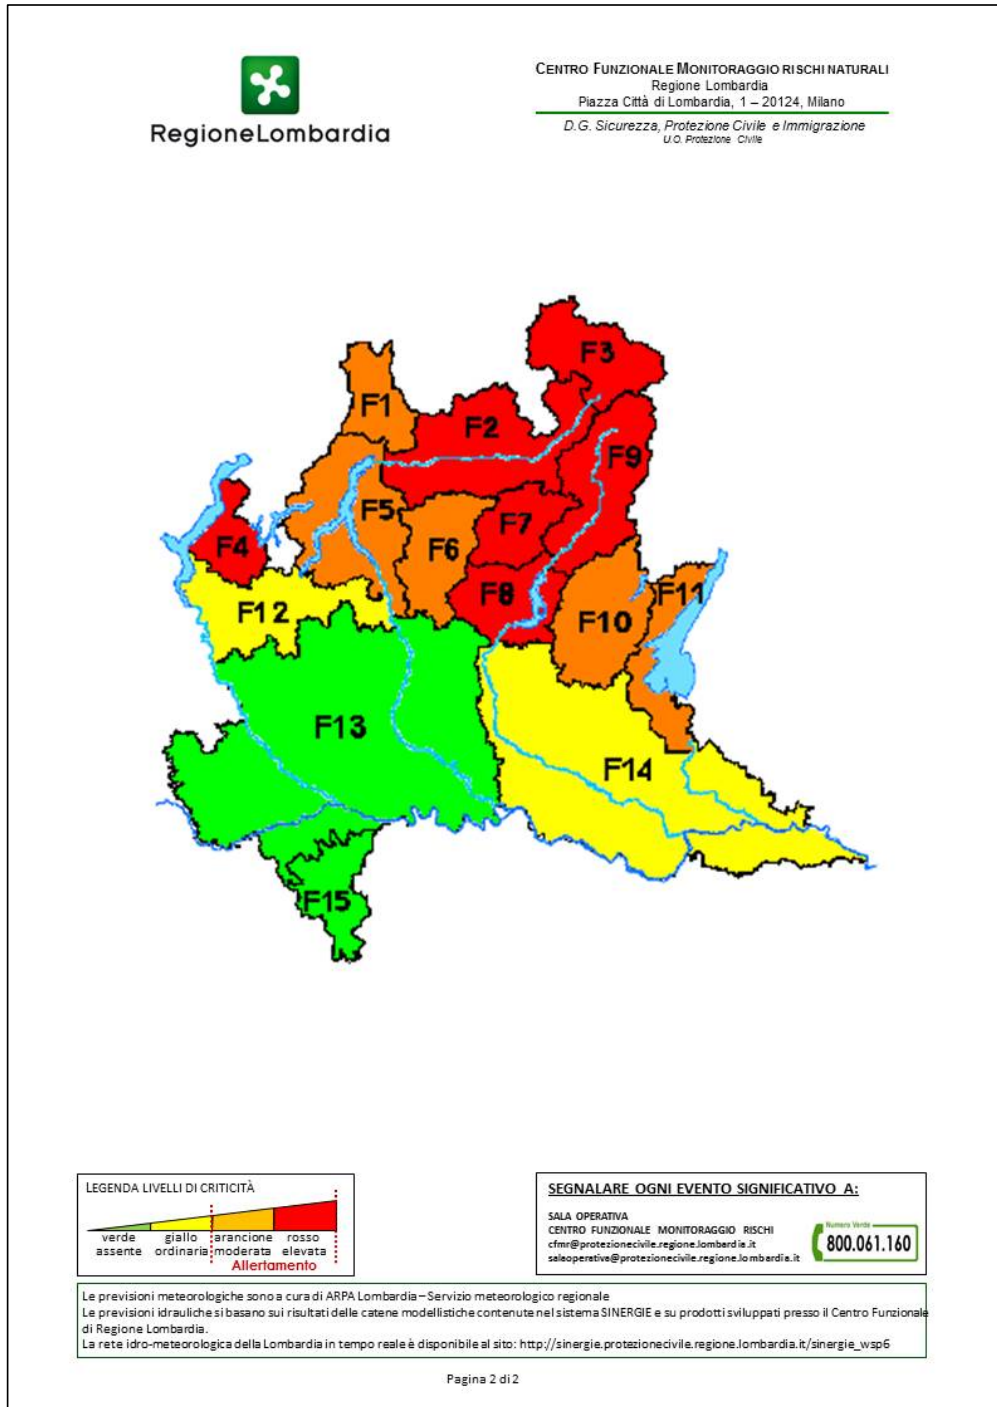 RegioneLombardia
CENTRO FUNZIONALE MONITORAGGIO RISCHI NATURALI
Regione Lombardia
Piazza Città di Lombardia, 1 – 20124, Milano
D.G. Sicurezza, Protezione Civile e Immigrazione
U.O. Protezione Civile
F3
F1
F2
F9
F5
F7
F4
F6
F8
F11
F12
F10
F13
F14
F15
LEGENDA LIVELLI DI CRITICITÀ
verde giallo arancione rosso
assente ordinaria moderata elevata
Allertamento
SEGNALARE OGNI EVENTO SIGNIFICATIVO A:
SALA OPERATIVA
CENTRO FUNZIONALE MONITORAGGIO RISCHI
cfmr@protezionecivile.regione.lombardia.it
salaoperativa@protezionecivile.regione.lombardia.it
Numero Verde
800.061.160
Le previsioni meteorologiche sono a cura di ARPA Lombardia – Servizio meteorologico regionale
Le previsioni idrauliche si basano sui risultati delle catene modellistiche contenute nel sistema SINERGIE e su prodotti sviluppati presso il Centro Funzionale
di Regione Lombardia.
La rete idro-meteorologica della Lombardia in tempo reale è disponibile al sito: http://sinergie.protezionecivile.regione.lombardia.it/sinergie_wsp6
Pagina 2 di 2